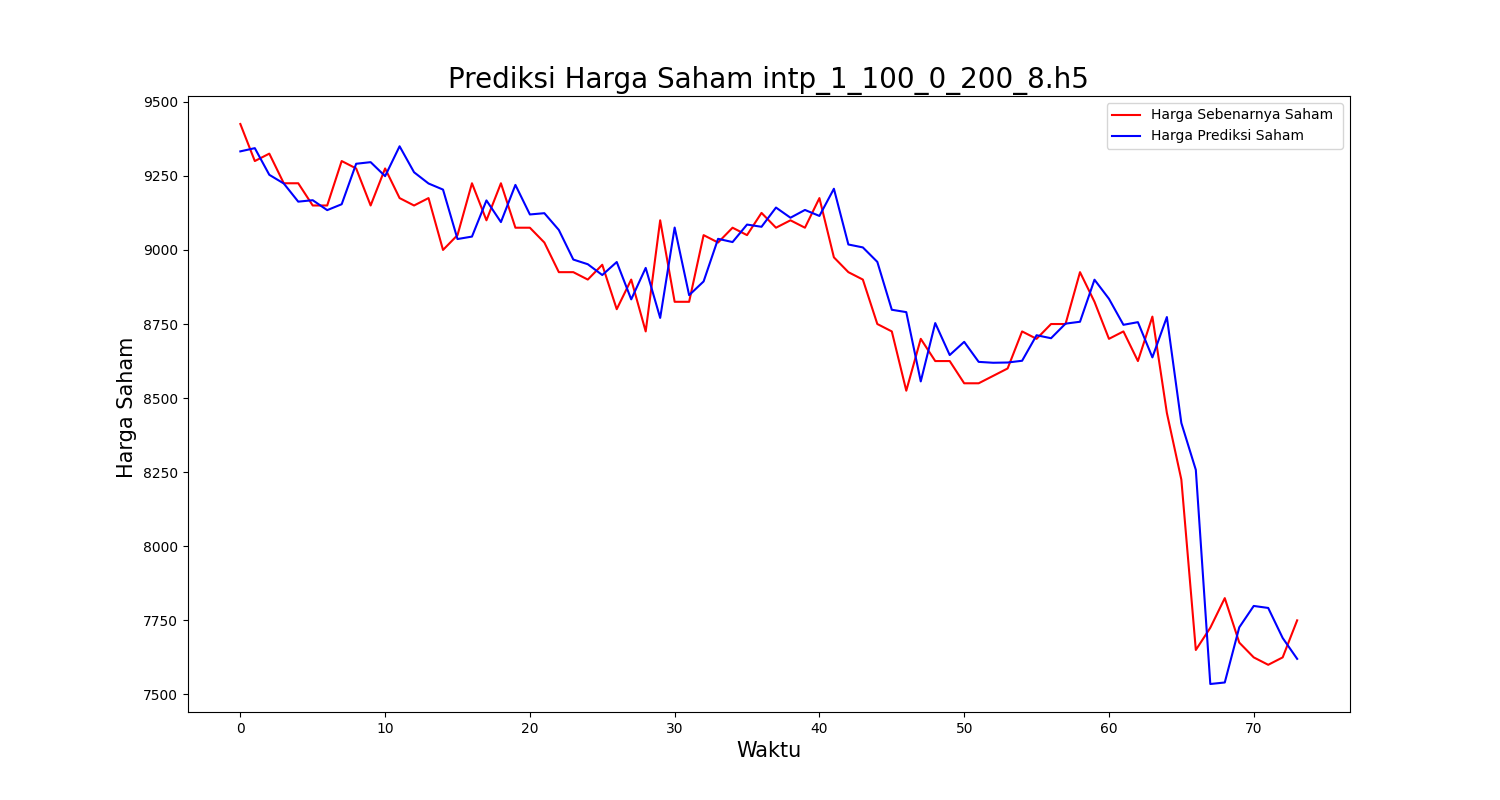 Prediksi Harga Saham intp_1_100_0_200_8.h5
Harga Sebenarnya Saham
Harga Prediksi Saham
Harga Saham
9500
9250
9000
8750
8500
8250
8000
7750
7500
0 10 20 30 40 50 60 70
Waktu